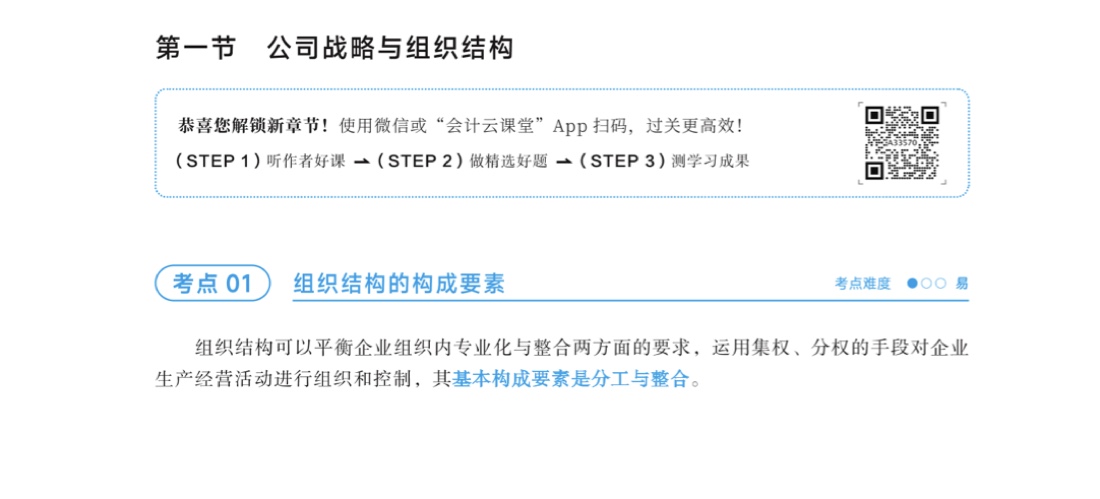 第一节 公司战略与组织结构
恭喜您解锁新章节！使用微信或“会计云课堂”App 扫码，过关更高效！
（STEP 1）听作者好课 ⇀（STEP 2）做精选好题 ⇀（STEP 3）测学习成果
A33570
考点 01 组织结构的构成要素 考点难度 ●○○ 易
组织结构可以平衡企业组织内专业化与整合两方面的要求，运用集权、分权的手段对企业
生产经营活动进行组织和控制，其基本构成要素是分工与整合。